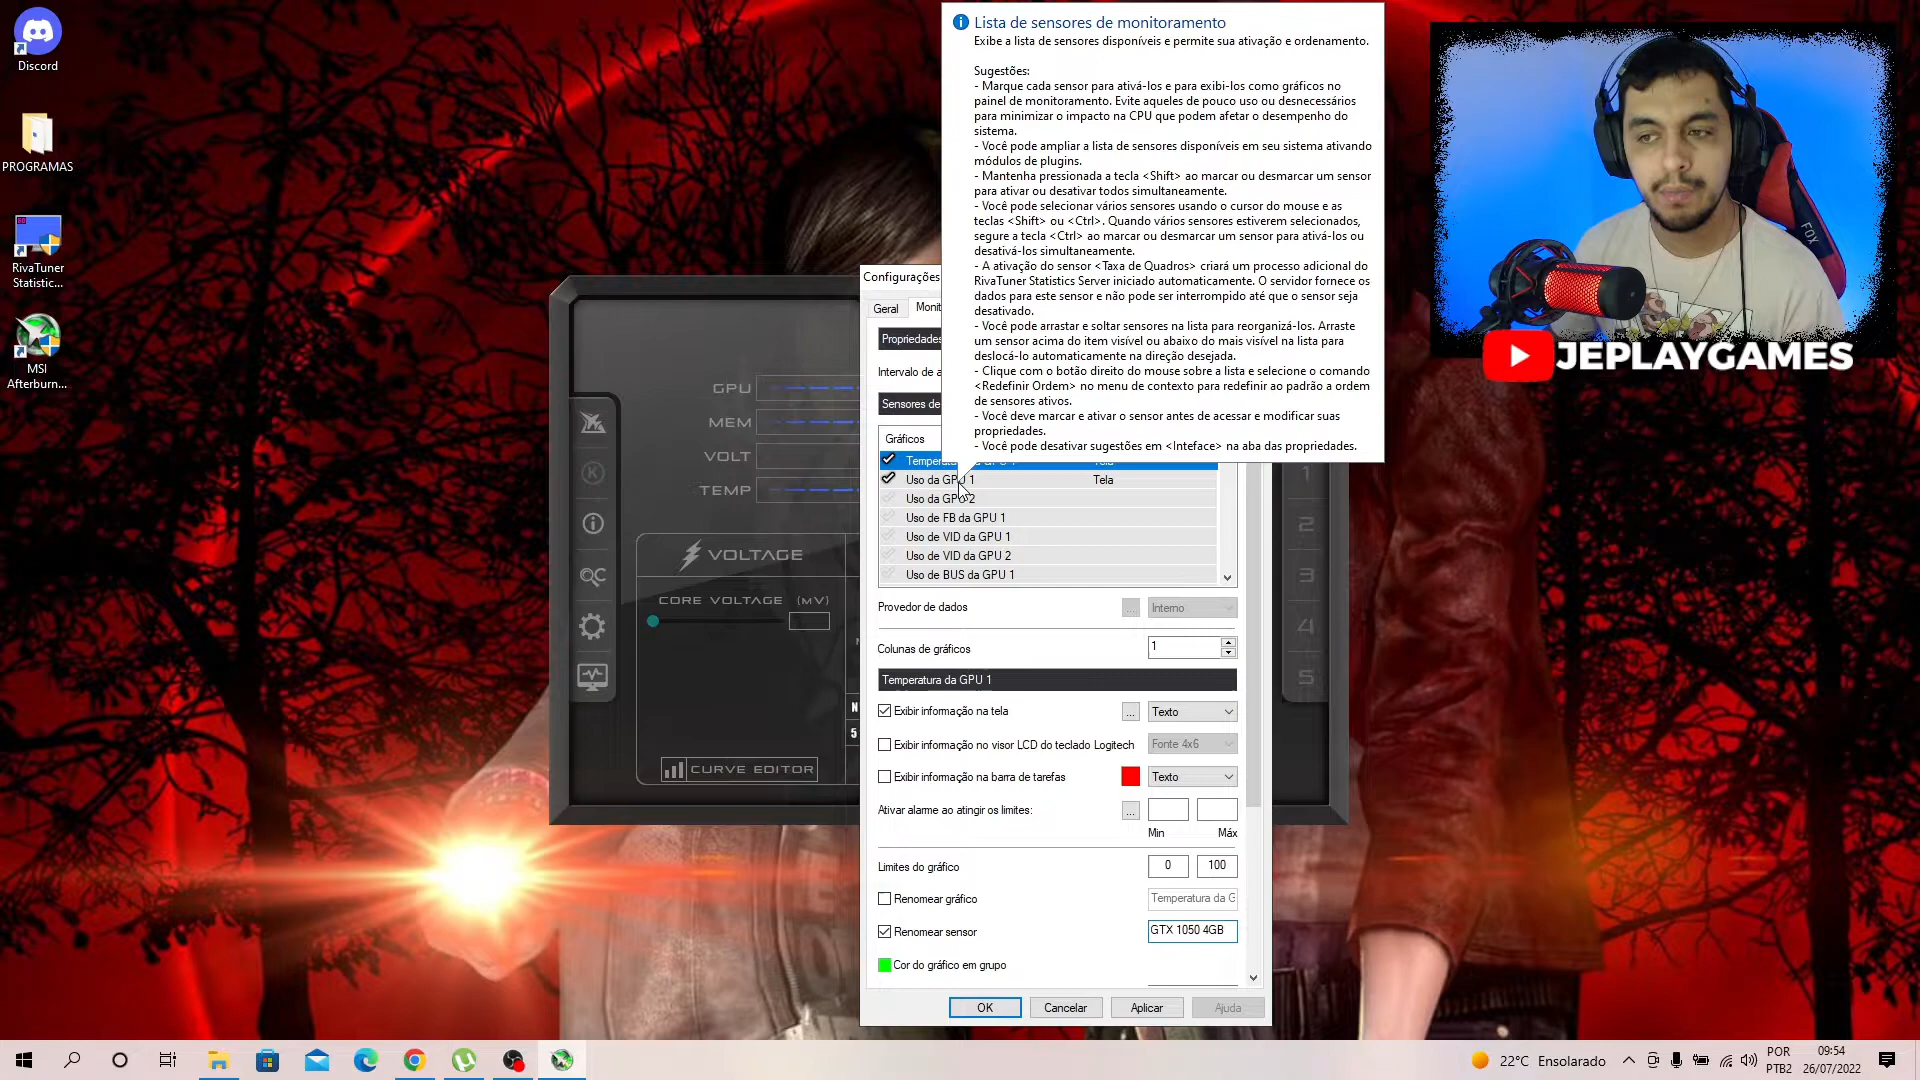 Discord
PROGRAMAS
RivaTuner
Statistic...
MSI
Afterburn...
Lista de sensores de monitoramento
Exibe a lista de sensores disponíveis e permite sua ativação e ordenamento.
Sugestões:
- Marque cada sensor para ativá-los e para exibi-los como gráficos no
painel de monitoramento. Evite aqueles de pouco uso ou desnecessários
para minimizar o impacto na CPU que podem afetar o desempenho do
sistema.
- Você pode ampliar a lista de sensores disponíveis em seu sistema ativando
módulos de plugins.
- Mantenha pressionada a tecla <Shift> ao marcar ou desmarcar um sensor
para ativar ou desativar todos simultaneamente.
- Você pode selecionar vários sensores usando o cursor do mouse e as
teclas <Shift> ou <Ctrl>. Quando vários sensores estiverem selecionados,
segure a tecla <Ctrl> ao marcar ou desmarcar um sensor para ativá-los ou
desativá-los simultaneamente.
- A ativação do sensor <Taxa de Quadros> criará um processo adicional do
RivaTuner Statistics Server iniciado automaticamente. O servidor fornece os
dados para este sensor e não pode ser interrompido até que o sensor seja
desativado.
- Você pode arrastar e soltar sensores na lista para reorganizá-los. Arraste
um sensor acima do item visível ou abaixo do mais visível na lista para
deslocá-lo automaticamente na direção desejada.
- Clique com o botão direito do mouse sobre a lista e selecione o comando
<Redefinir Ordem> no menu de contexto para redefinir ao padrão a ordem
de sensores ativos.
- Você deve marcar e ativar o sensor antes de acessar e modificar suas
propriedades.
- Você pode desativar sugestões em <Inteface> na aba das propriedades.
FOX
JEPLAYGAMES
GPU
MEM
VOLT
TEMP
K
OC
VOLTAGE
CORE VOLTAGE (MV)
CURVE EDITOR
N
5
1
2
3
4
5
Configurações
Geral Monit
Propriedades
Intervalo de a
Sensores de
Gráficos
Uso da GPU 1 Tela
Uso da GPU 2
Uso de FB da GPU 1
Uso de VID da GPU 1
Uso de VID da GPU 2
Uso de BUS da GPU 1
Provedor de dados ... Interno
Colunas de gráficos 1
Temperatura da GPU 1
Exibir informação na tela ... Texto
Exibir informação no visor LCD do teclado Logitech Fonte 4x6
Exibir informação na barra de tarefas Texto
Ativar alarme ao atingir os limites: ...
Min Máx
Limites do gráfico 0 100
Renomear gráfico Temperatura da G
Renomear sensor GTX 1050 4GB
Cor do gráfico em grupo
OK Cancelar Aplicar Ajuda
22°C Ensolarado
POR
PTB2
09:54
26/07/2022